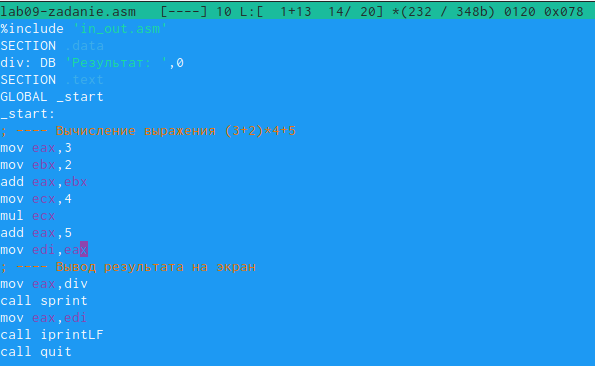 lab09-zadanie.asm [----] 10 L:[ 1+13 14/ 20] *(232 / 348b) 0120 0x078
%include 'in_out.asm'
SECTION .data
div: DB 'Результат: ',0
SECTION .text
GLOBAL _start
_start:
; ---- Вычисление выражения (3+2)*4+5
mov eax,3
mov ebx,2
add eax,ebx
mov ecx,4
mul ecx
add eax,5
mov edi,eax
; ---- Вывод результата на экран
mov eax,div
call sprint
mov eax,edi
call iprintLF
call quit